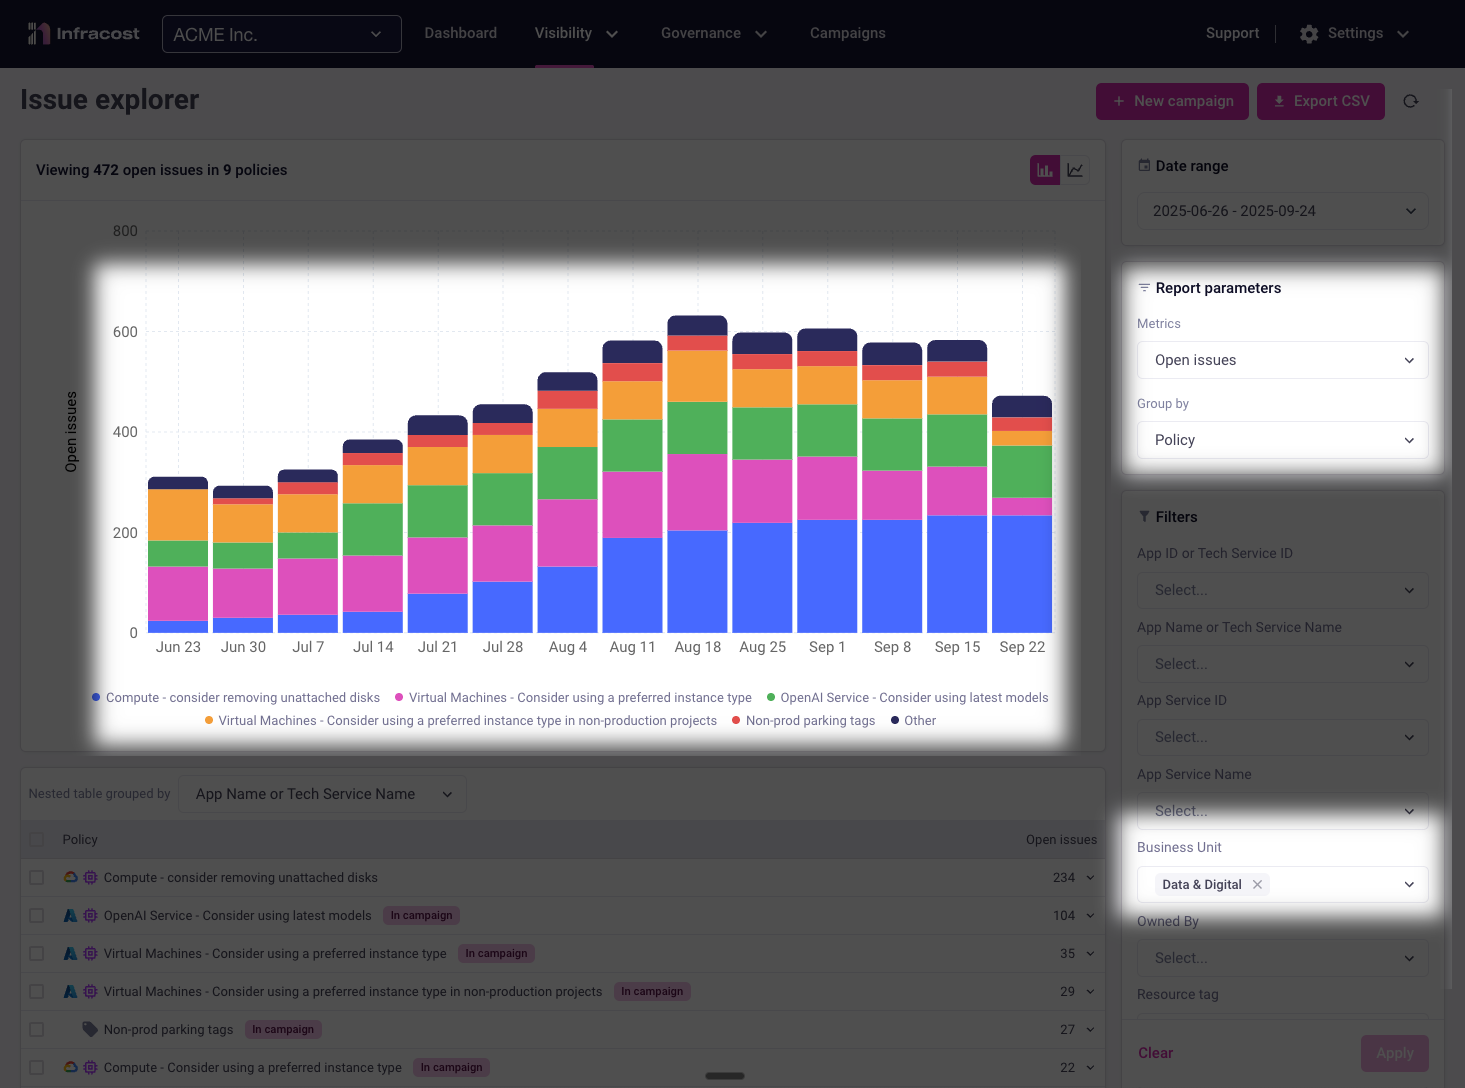 Infracost
ACME Inc.
Dashboard
Visibility
Governance
Campaigns
Support
Settings
Issue explorer
+ New campaign
Export CSV
Viewing 472 open issues in 9 policies
Open issues
800
600
400
200
0
Jun 23 Jun 30 Jul 7 Jul 14 Jul 21 Jul 28 Aug 4 Aug 11 Aug 18 Aug 25 Sep 1 Sep 8 Sep 15 Sep 22
Compute - consider removing unattached disks
Virtual Machines - Consider using a preferred instance type
OpenAI Service - Consider using latest models
Virtual Machines - Consider using a preferred instance type in non-production projects
Non-prod parking tags
Other
Nested table grouped by
App Name or Tech Service Name
Policy Open issues
Compute - consider removing unattached disks 234
OpenAI Service - Consider using latest models In campaign 104
Virtual Machines - Consider using a preferred instance type In campaign 35
Virtual Machines - Consider using a preferred instance type in non-production projects In campaign 29
Non-prod parking tags In campaign 27
Compute - Consider using a preferred instance type In campaign 22
Date range
2025-06-26 - 2025-09-24
Report parameters
Metrics
Open issues
Group by
Policy
Filters
App ID or Tech Service ID
Select...
App Name or Tech Service Name
Select...
App Service ID
Select...
App Service Name
Select...
Business Unit
Data & Digital
Owned By
Select...
Resource tag
Clear
Apply